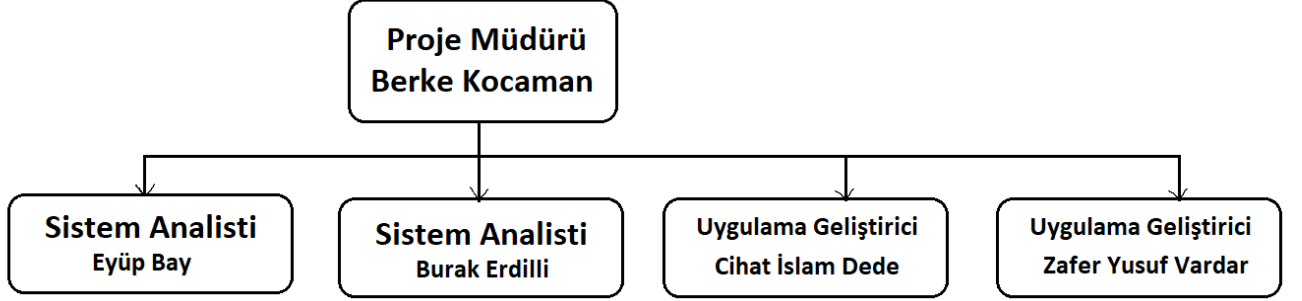 Proje Müdürü
Berke Kocaman
Sistem Analisti
Eyüp Bay
Sistem Analisti
Burak Erdilli
Uygulama Geliştirici
Cihat İslam Dede
Uygulama Geliştirici
Zafer Yusuf Vardar